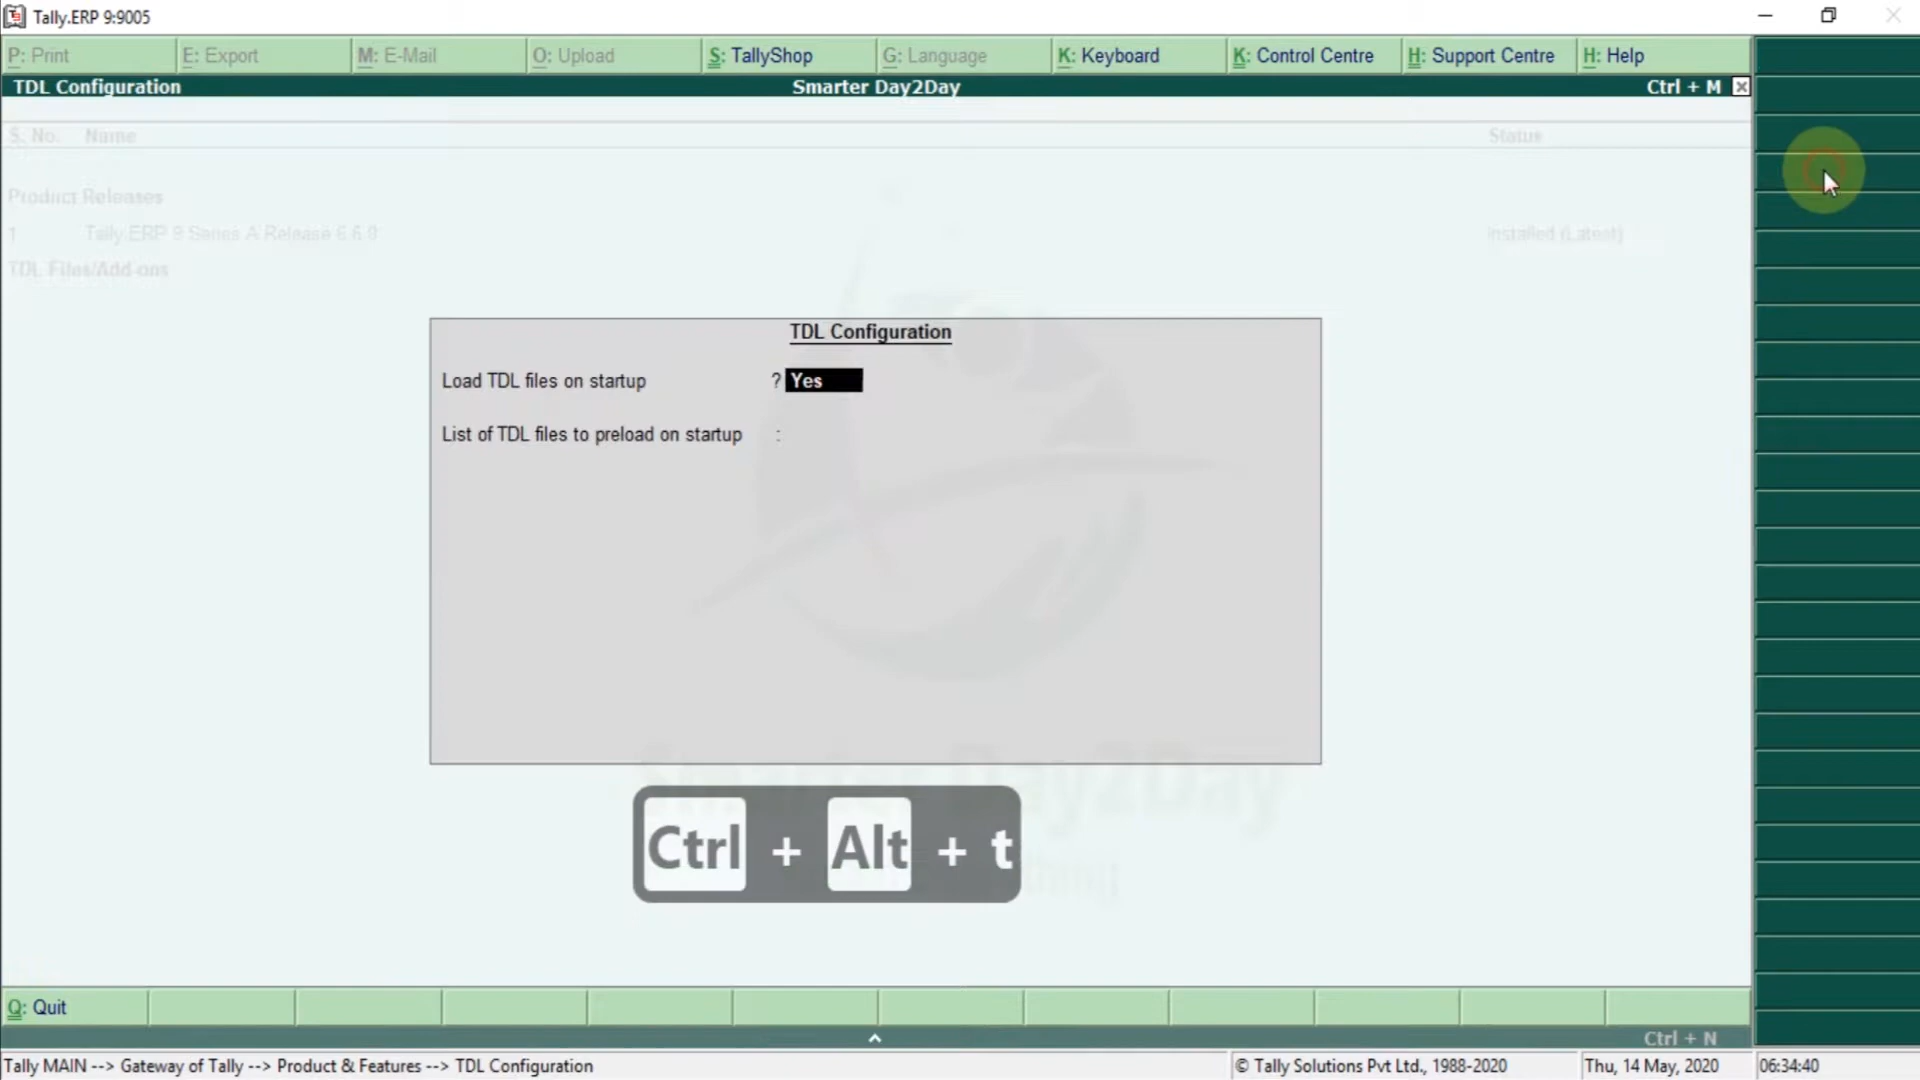 Tally.ERP 9:9005
P: Print E: Export M: E-Mail O: Upload S: TallyShop G: Language K: Keyboard K: Control Centre H: Support Centre H: Help
TDL Configuration Smarter Day2Day Ctrl + M
S. No. Name Status
Product Releases
1 Tally.ERP 9 Series A Release 6.6.0 Installed (Latest)
TDL Files/Add-ons
TDL Configuration
Load TDL files on startup ? Yes
List of TDL files to preload on startup :
Smarter Day2Day
Ctrl + Alt + t
Q: Quit
Ctrl + N
Tally MAIN --> Gateway of Tally --> Product & Features --> TDL Configuration © Tally Solutions Pvt Ltd., 1988-2020 Thu, 14 May, 2020 06:34:40